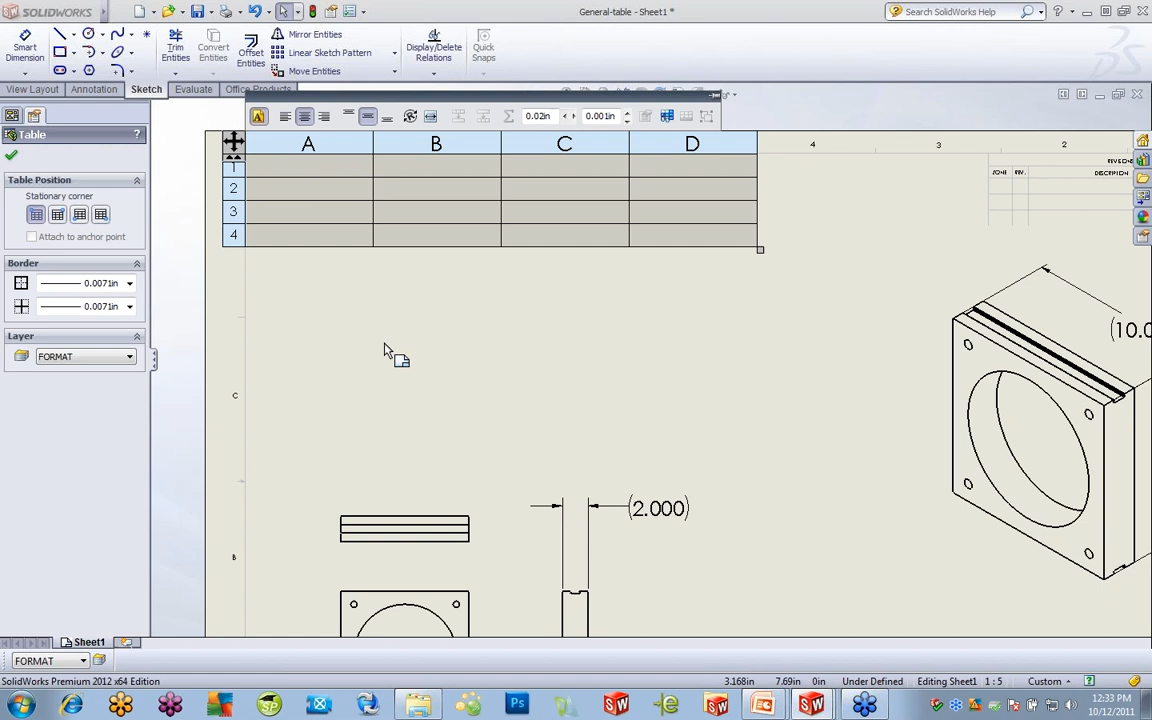 SOLIDWORKS
General-table - Sheet1 *
Search SolidWorks Help
Smart Dimension
Trim Entities
Convert Entities
Offset Entities
Mirror Entities
Linear Sketch Pattern
Move Entities
Display/Delete Relations
Quick Snaps
View Layout
Annotation
Sketch
Evaluate
Office Products
Table
?
Table Position
Stationary corner
Attach to anchor point
Border
0.0071in
0.0071in
Layer
FORMAT
0.02in
0.001in
A B C D
1
2
3
4
4
3
2
ZONE REV. DESCRIPTION
C
B
(2.000)
(10.0
Sheet1
FORMAT
SolidWorks Premium 2012 x64 Edition
3.168in 7.69in 0in Under Defined Editing Sheet1 1 : 5 Custom
12:33 PM
10/12/2011